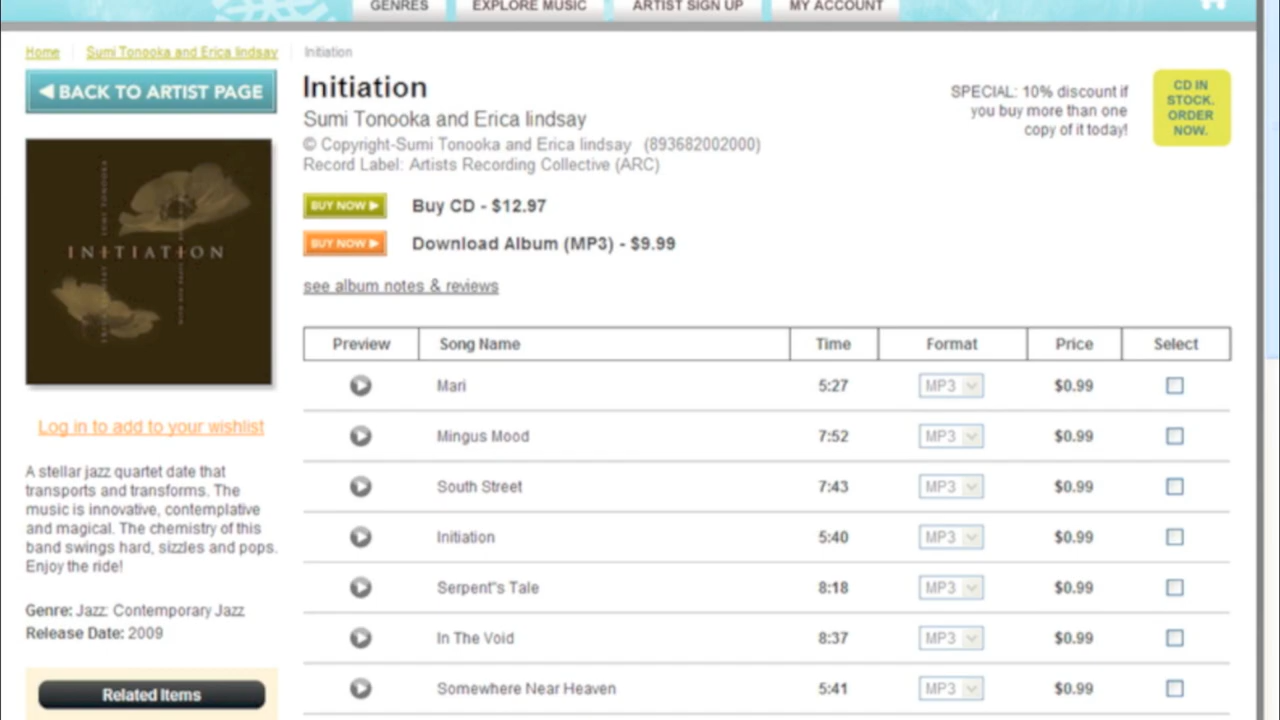 GENRES EXPLORE MUSIC ARTIST SIGN UP MY ACCOUNT
Home Sumi Tonooka and Erica lindsay Initiation
BACK TO ARTIST PAGE
INITIATION
Log in to add to your wishlist
A stellar jazz quartet date that
transports and transforms. The
music is innovative, contemplative
and magical. The chemistry of this
band swings hard, sizzles and pops.
Enjoy the ride!
Genre: Jazz: Contemporary Jazz
Release Date: 2009
Related Items
Initiation
Sumi Tonooka and Erica lindsay
© Copyright-Sumi Tonooka and Erica lindsay (893682002000)
Record Label: Artists Recording Collective (ARC)
SPECIAL: 10% discount if
you buy more than one
copy of it today!
CD IN
STOCK.
ORDER
NOW.
BUY NOW Buy CD - $12.97
BUY NOW Download Album (MP3) - $9.99
see album notes & reviews
Preview Song Name Time Format Price Select
Mari 5:27 MP3 $0.99
Mingus Mood 7:52 MP3 $0.99
South Street 7:43 MP3 $0.99
Initiation 5:40 MP3 $0.99
Serpent"s Tale 8:18 MP3 $0.99
In The Void 8:37 MP3 $0.99
Somewhere Near Heaven 5:41 MP3 $0.99